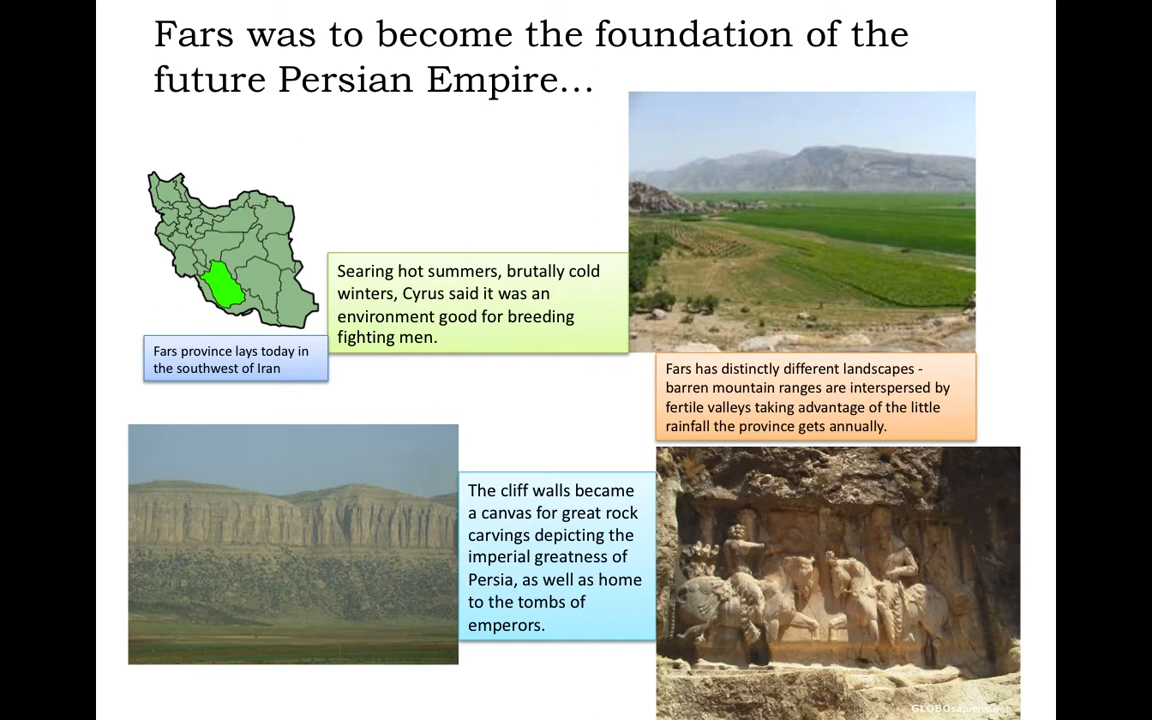 Fars was to become the foundation of the
future Persian Empire…
Searing hot summers, brutally cold
winters, Cyrus said it was an
environment good for breeding
fighting men.
Fars province lays today in
the southwest of Iran
Fars has distinctly different landscapes -
barren mountain ranges are interspersed by
fertile valleys taking advantage of the little
rainfall the province gets annually.
The cliff walls became
a canvas for great rock
carvings depicting the
imperial greatness of
Persia, as well as home
to the tombs of
emperors.
GLOBOsapiens.net